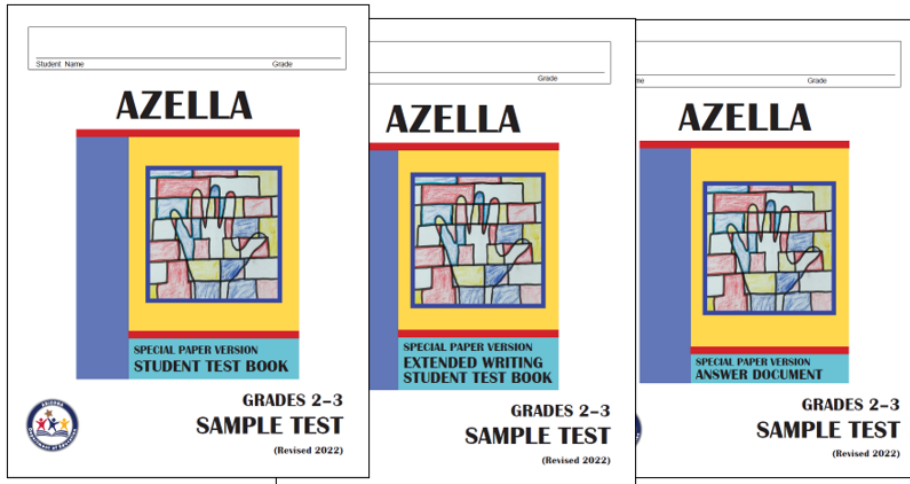 Student Name Grade
AZELLA
SPECIAL PAPER VERSION
STUDENT TEST BOOK
GRADES 2–3
SAMPLE TEST
(Revised 2022)
Grade
AZELLA
SPECIAL PAPER VERSION
EXTENDED WRITING
STUDENT TEST BOOK
GRADES 2–3
SAMPLE TEST
(Revised 2022)
Grade
AZELLA
SPECIAL PAPER VERSION
ANSWER DOCUMENT
GRADES 2–3
SAMPLE TEST
(Revised 2022)